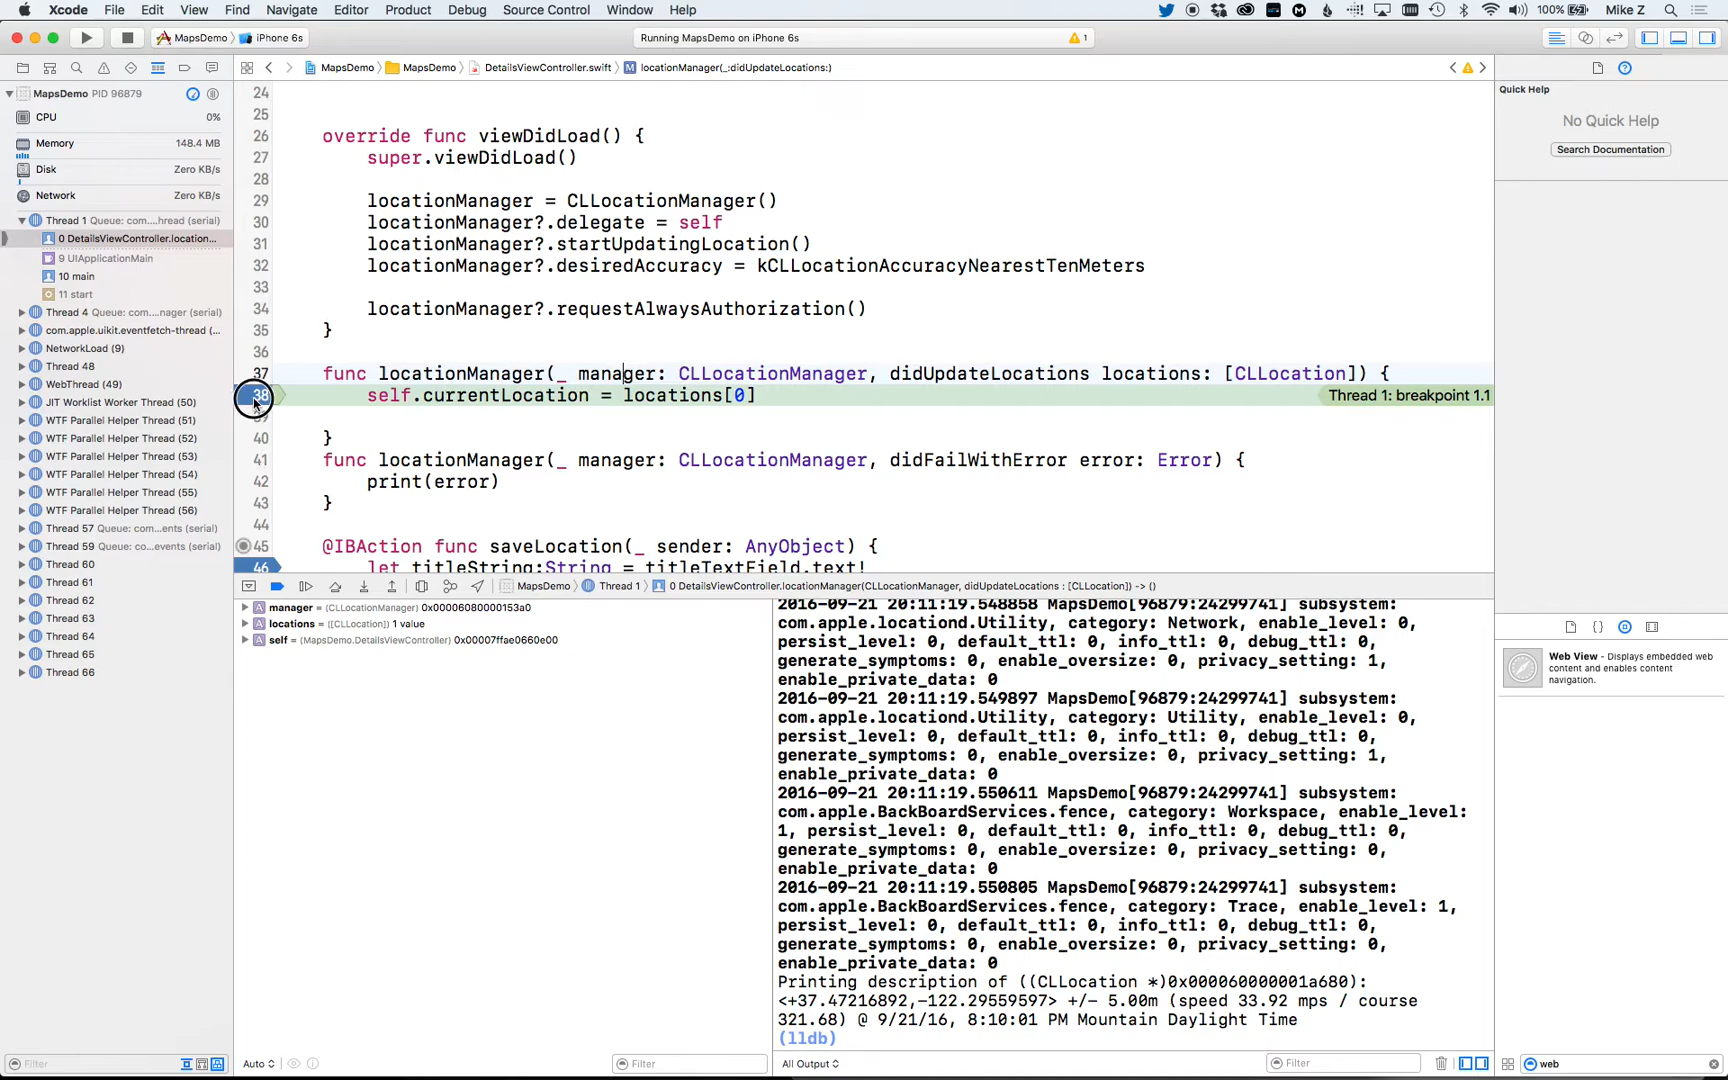 Xcode File Edit View Find Navigate Editor Product Debug Source Control Window Help 100% Mike Z
MapsDemo iPhone 6s Running MapsDemo on iPhone 6s 1
MapsDemo MapsDemo DetailsViewController.swift M locationManager(_:didUpdateLocations:)
MapsDemo PID 96879
CPU 0%
Memory 148.4 MB
Disk Zero KB/s
Network Zero KB/s
Thread 1 Queue: com....hread (serial)
0 DetailsViewController.location...
9 UIApplicationMain
10 main
11 start
Thread 4 Queue: com....nager (serial)
com.apple.uikit.eventfetch-thread (...
NetworkLoad (9)
Thread 48
WebThread (49)
JIT Worklist Worker Thread (50)
WTF Parallel Helper Thread (51)
WTF Parallel Helper Thread (52)
WTF Parallel Helper Thread (53)
WTF Parallel Helper Thread (54)
WTF Parallel Helper Thread (55)
WTF Parallel Helper Thread (56)
Thread 57 Queue: com...ents (serial)
Thread 59 Queue: co...events (serial)
Thread 60
Thread 61
Thread 62
Thread 63
Thread 64
Thread 65
Thread 66
Filter
24
25
26 override func viewDidLoad() {
27 super.viewDidLoad()
28
29 locationManager = CLLocationManager()
30 locationManager?.delegate = self
31 locationManager?.startUpdatingLocation()
32 locationManager?.desiredAccuracy = kCLLocationAccuracyNearestTenMeters
33
34 locationManager?.requestAlwaysAuthorization()
35 }
36
37 func locationManager(_ manager: CLLocationManager, didUpdateLocations locations: [CLLocation]) {
38 self.currentLocation = locations[0] Thread 1: breakpoint 1.1
40 }
41 func locationManager(_ manager: CLLocationManager, didFailWithError error: Error) {
42 print(error)
43 }
44
45 @IBAction func saveLocation(_ sender: AnyObject) {
46 let titleString:String = titleTextField.text!
MapsDemo Thread 1 0 DetailsViewController.locationManager(CLLocationManager, didUpdateLocations : [CLLocation]) -> ()
A manager = (CLLocationManager) 0x00006080000153a0
A locations = ([CLLocation]) 1 value
A self = (MapsDemo.DetailsViewController) 0x00007ffae0660e00
Auto Filter
2016-09-21 20:11:19.548858 MapsDemo[96879:24299741] subsystem:
com.apple.locationd.Utility, category: Network, enable_level: 0,
persist_level: 0, default_ttl: 0, info_ttl: 0, debug_ttl: 0,
generate_symptoms: 0, enable_oversize: 0, privacy_setting: 1,
enable_private_data: 0
2016-09-21 20:11:19.549897 MapsDemo[96879:24299741] subsystem:
com.apple.locationd.Utility, category: Utility, enable_level: 0,
persist_level: 0, default_ttl: 0, info_ttl: 0, debug_ttl: 0,
generate_symptoms: 0, enable_oversize: 0, privacy_setting: 1,
enable_private_data: 0
2016-09-21 20:11:19.550611 MapsDemo[96879:24299741] subsystem:
com.apple.BackBoardServices.fence, category: Workspace, enable_level:
1, persist_level: 0, default_ttl: 0, info_ttl: 0, debug_ttl: 0,
generate_symptoms: 0, enable_oversize: 0, privacy_setting: 0,
enable_private_data: 0
2016-09-21 20:11:19.550805 MapsDemo[96879:24299741] subsystem:
com.apple.BackBoardServices.fence, category: Trace, enable_level: 1,
persist_level: 0, default_ttl: 0, info_ttl: 0, debug_ttl: 0,
generate_symptoms: 0, enable_oversize: 0, privacy_setting: 0,
enable_private_data: 0
Printing description of ((CLLocation *)0x000060000001a680):
<+37.47216892,-122.29559597> +/- 5.00m (speed 33.92 mps / course
321.68) @ 9/21/16, 8:10:01 PM Mountain Daylight Time
(lldb)
All Output Filter
Quick Help
No Quick Help
Search Documentation
Web View - Displays embedded web
content and enables content
navigation.
web